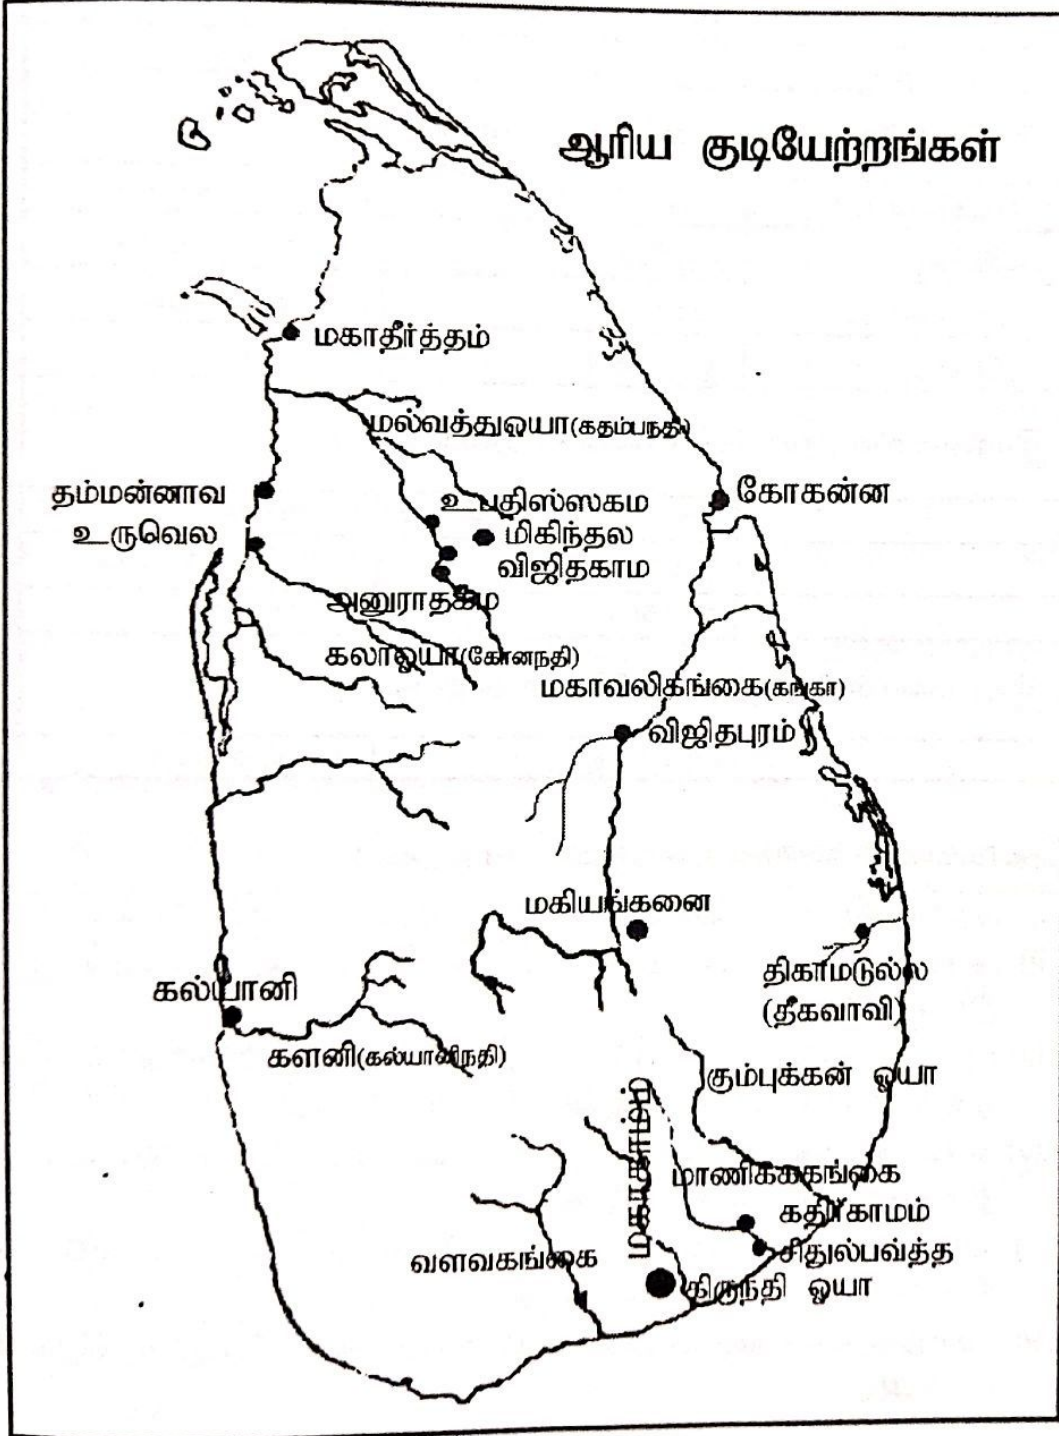 ஆரிய குடியேற்றங்கள்
மகாதீர்த்தம்
மல்வத்துஓயா(கதம்பநதி)
தம்மன்னாவ
உபதிஸ்ஸகம
கோகன்ன
உருவெல
மிகிந்தல
விஜிதகாம
அனுராதகம
கலாஓயா(கோனநதி)
மகாவலிகங்கை(கங்கா)
விஜிதபுரம்
மகியங்கனை
கல்யானி
திகாமடுல்ல
(தீகவாவி)
களனி(கல்யானிநதி)
கும்புக்கன் ஓயா
மகாகாமம்
மாணிக்ககங்கை
கதிர்காமம்
வளவகங்கை
சிதுல்பவ்த்த
கிருந்தி ஓயா